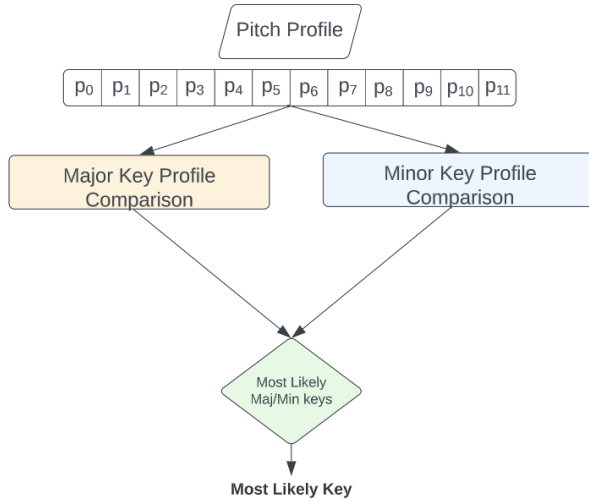 Pitch Profile
p0 p1 p2 p3 p4 p5 p6 p7 p8 p9 p10 p11
Major Key Profile
Comparison
Minor Key Profile
Comparison
Most Likely
Maj/Min keys
Most Likely Key